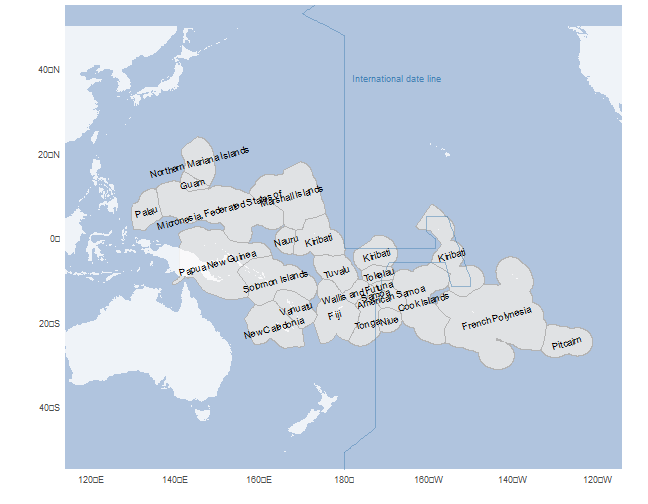 40□N
20□N
0□
20□S
40□S
International date line
Northern Mariana Islands
Guam
Palau
Micronesia, Federated States of
Marshall Islands
Nauru
Kiribati
Kiribati
Kiribati
Papua New Guinea
Solomon Islands
Tuvalu
Tokelau
Wallis and Futuna
Samoa
American Samoa
Cook Islands
Vanuatu
Fiji
New Caledonia
Tonga
Niue
French Polynesia
Pitcairn
120□E
140□E
160□E
180□
160□W
140□W
120□W